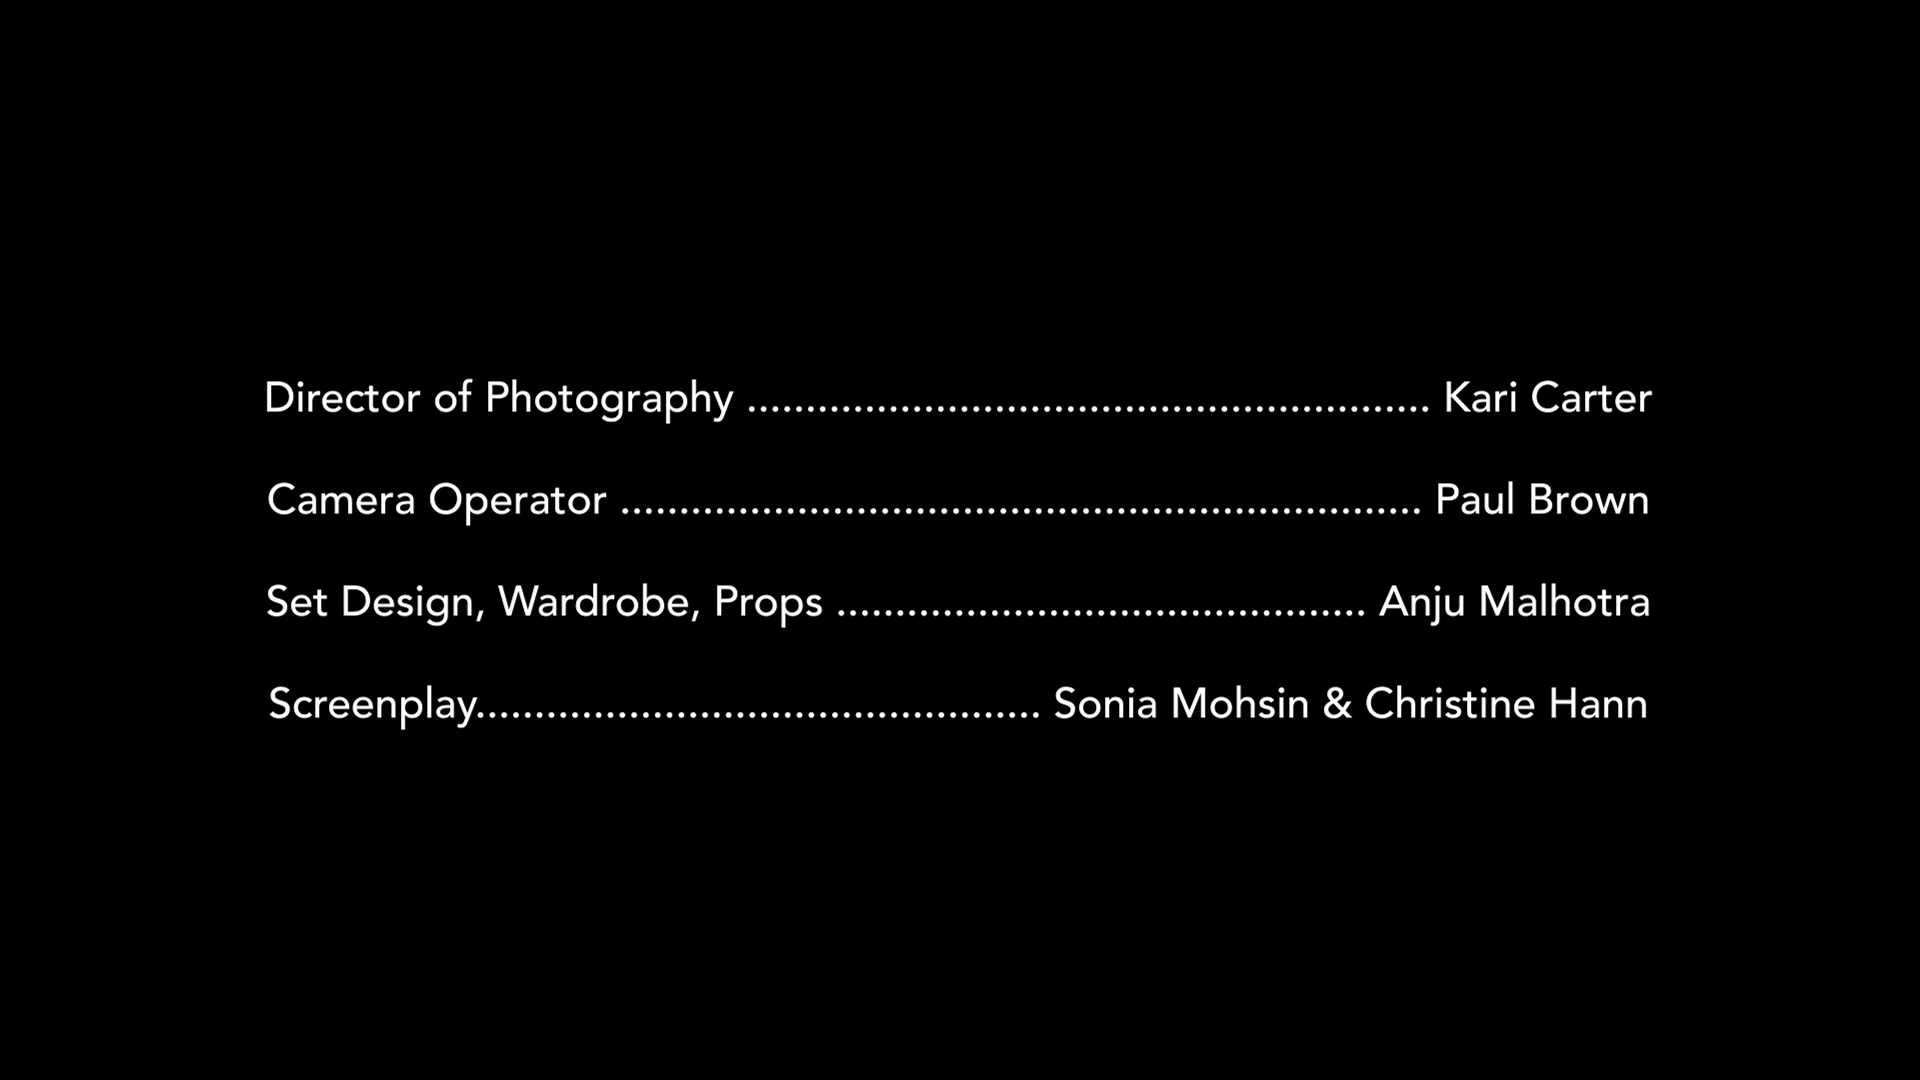 Director of Photography .......................................................... Kari Carter
Camera Operator .................................................................... Paul Brown
Set Design, Wardrobe, Props ............................................. Anju Malhotra
Screenplay................................................ Sonia Mohsin & Christine Hann